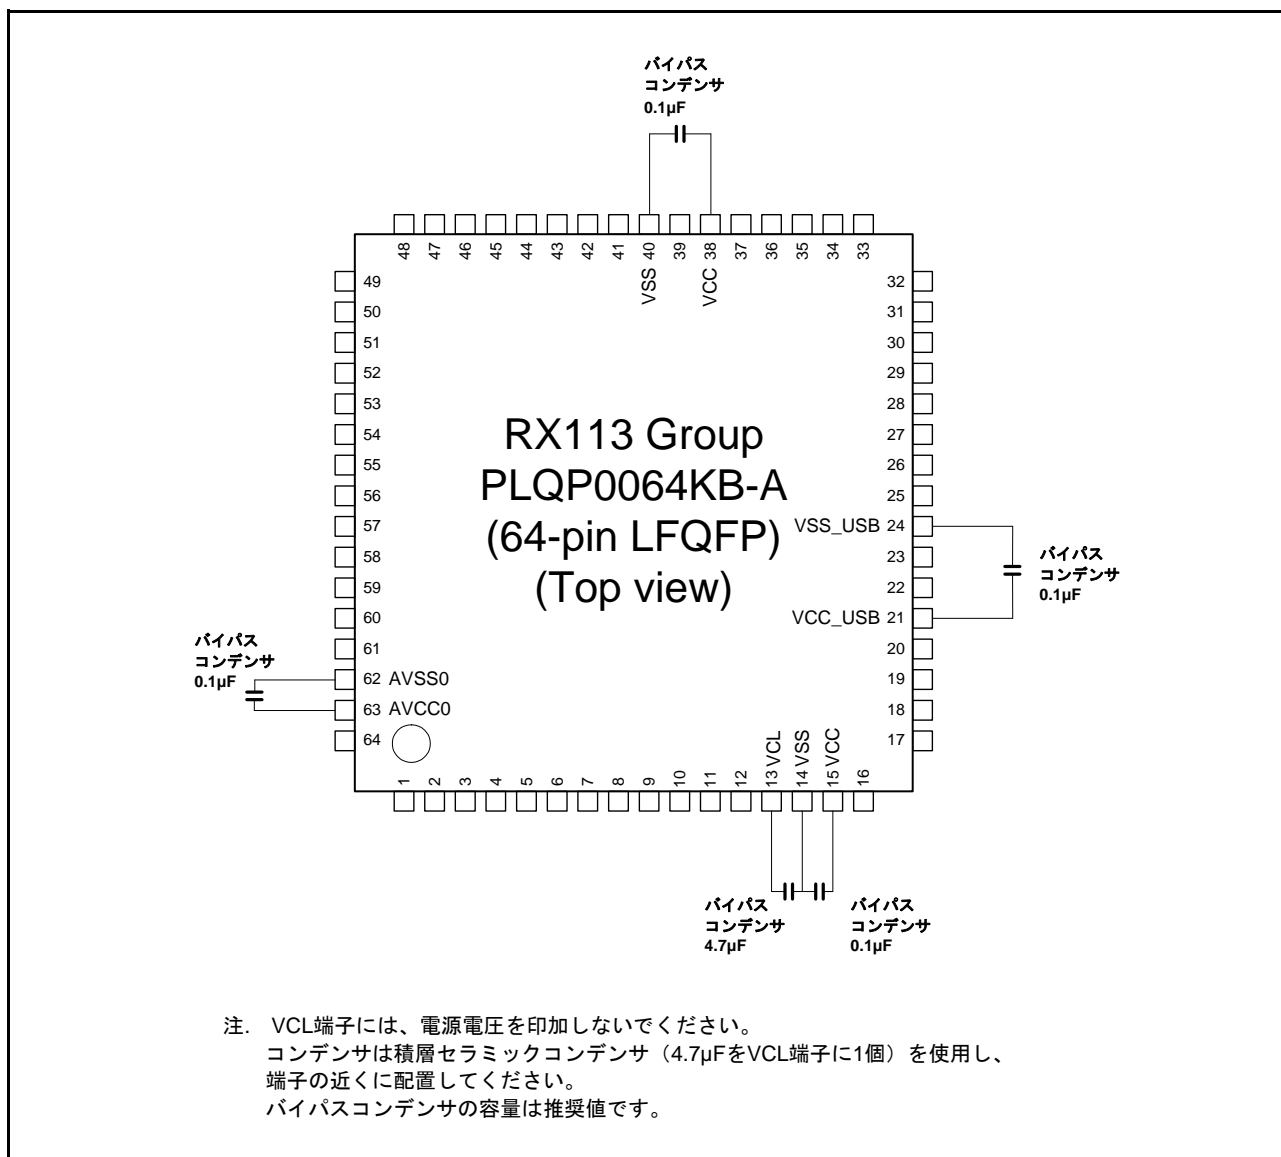 バイパス
コンデンサ
0.1µF
48 47 46 45 44 43 42 41 40 39 38 37 36 35 34 33
VSS VCC
49
50
51
52
53
54
55
56
57
58
59
60
61
62 AVSS0
63 AVCC0
64
32
31
30
29
28
27
26
25
VSS_USB 24
23
22
VCC_USB 21
20
19
18
17
RX113 Group
PLQP0064KB-A
(64-pin LFQFP)
(Top view)
バイパス
コンデンサ
0.1µF
バイパス
コンデンサ
0.1µF
1 2 3 4 5 6 7 8 9 10 11 12 13 VCL 14 VSS 15 VCC 16
バイパス
コンデンサ
4.7µF
バイパス
コンデンサ
0.1µF
注. VCL端子には、電源電圧を印加しないでください。
コンデンサは積層セラミックコンデンサ（4.7µFをVCL端子に1個）を使用し、
端子の近くに配置してください。
バイパスコンデンサの容量は推奨値です。